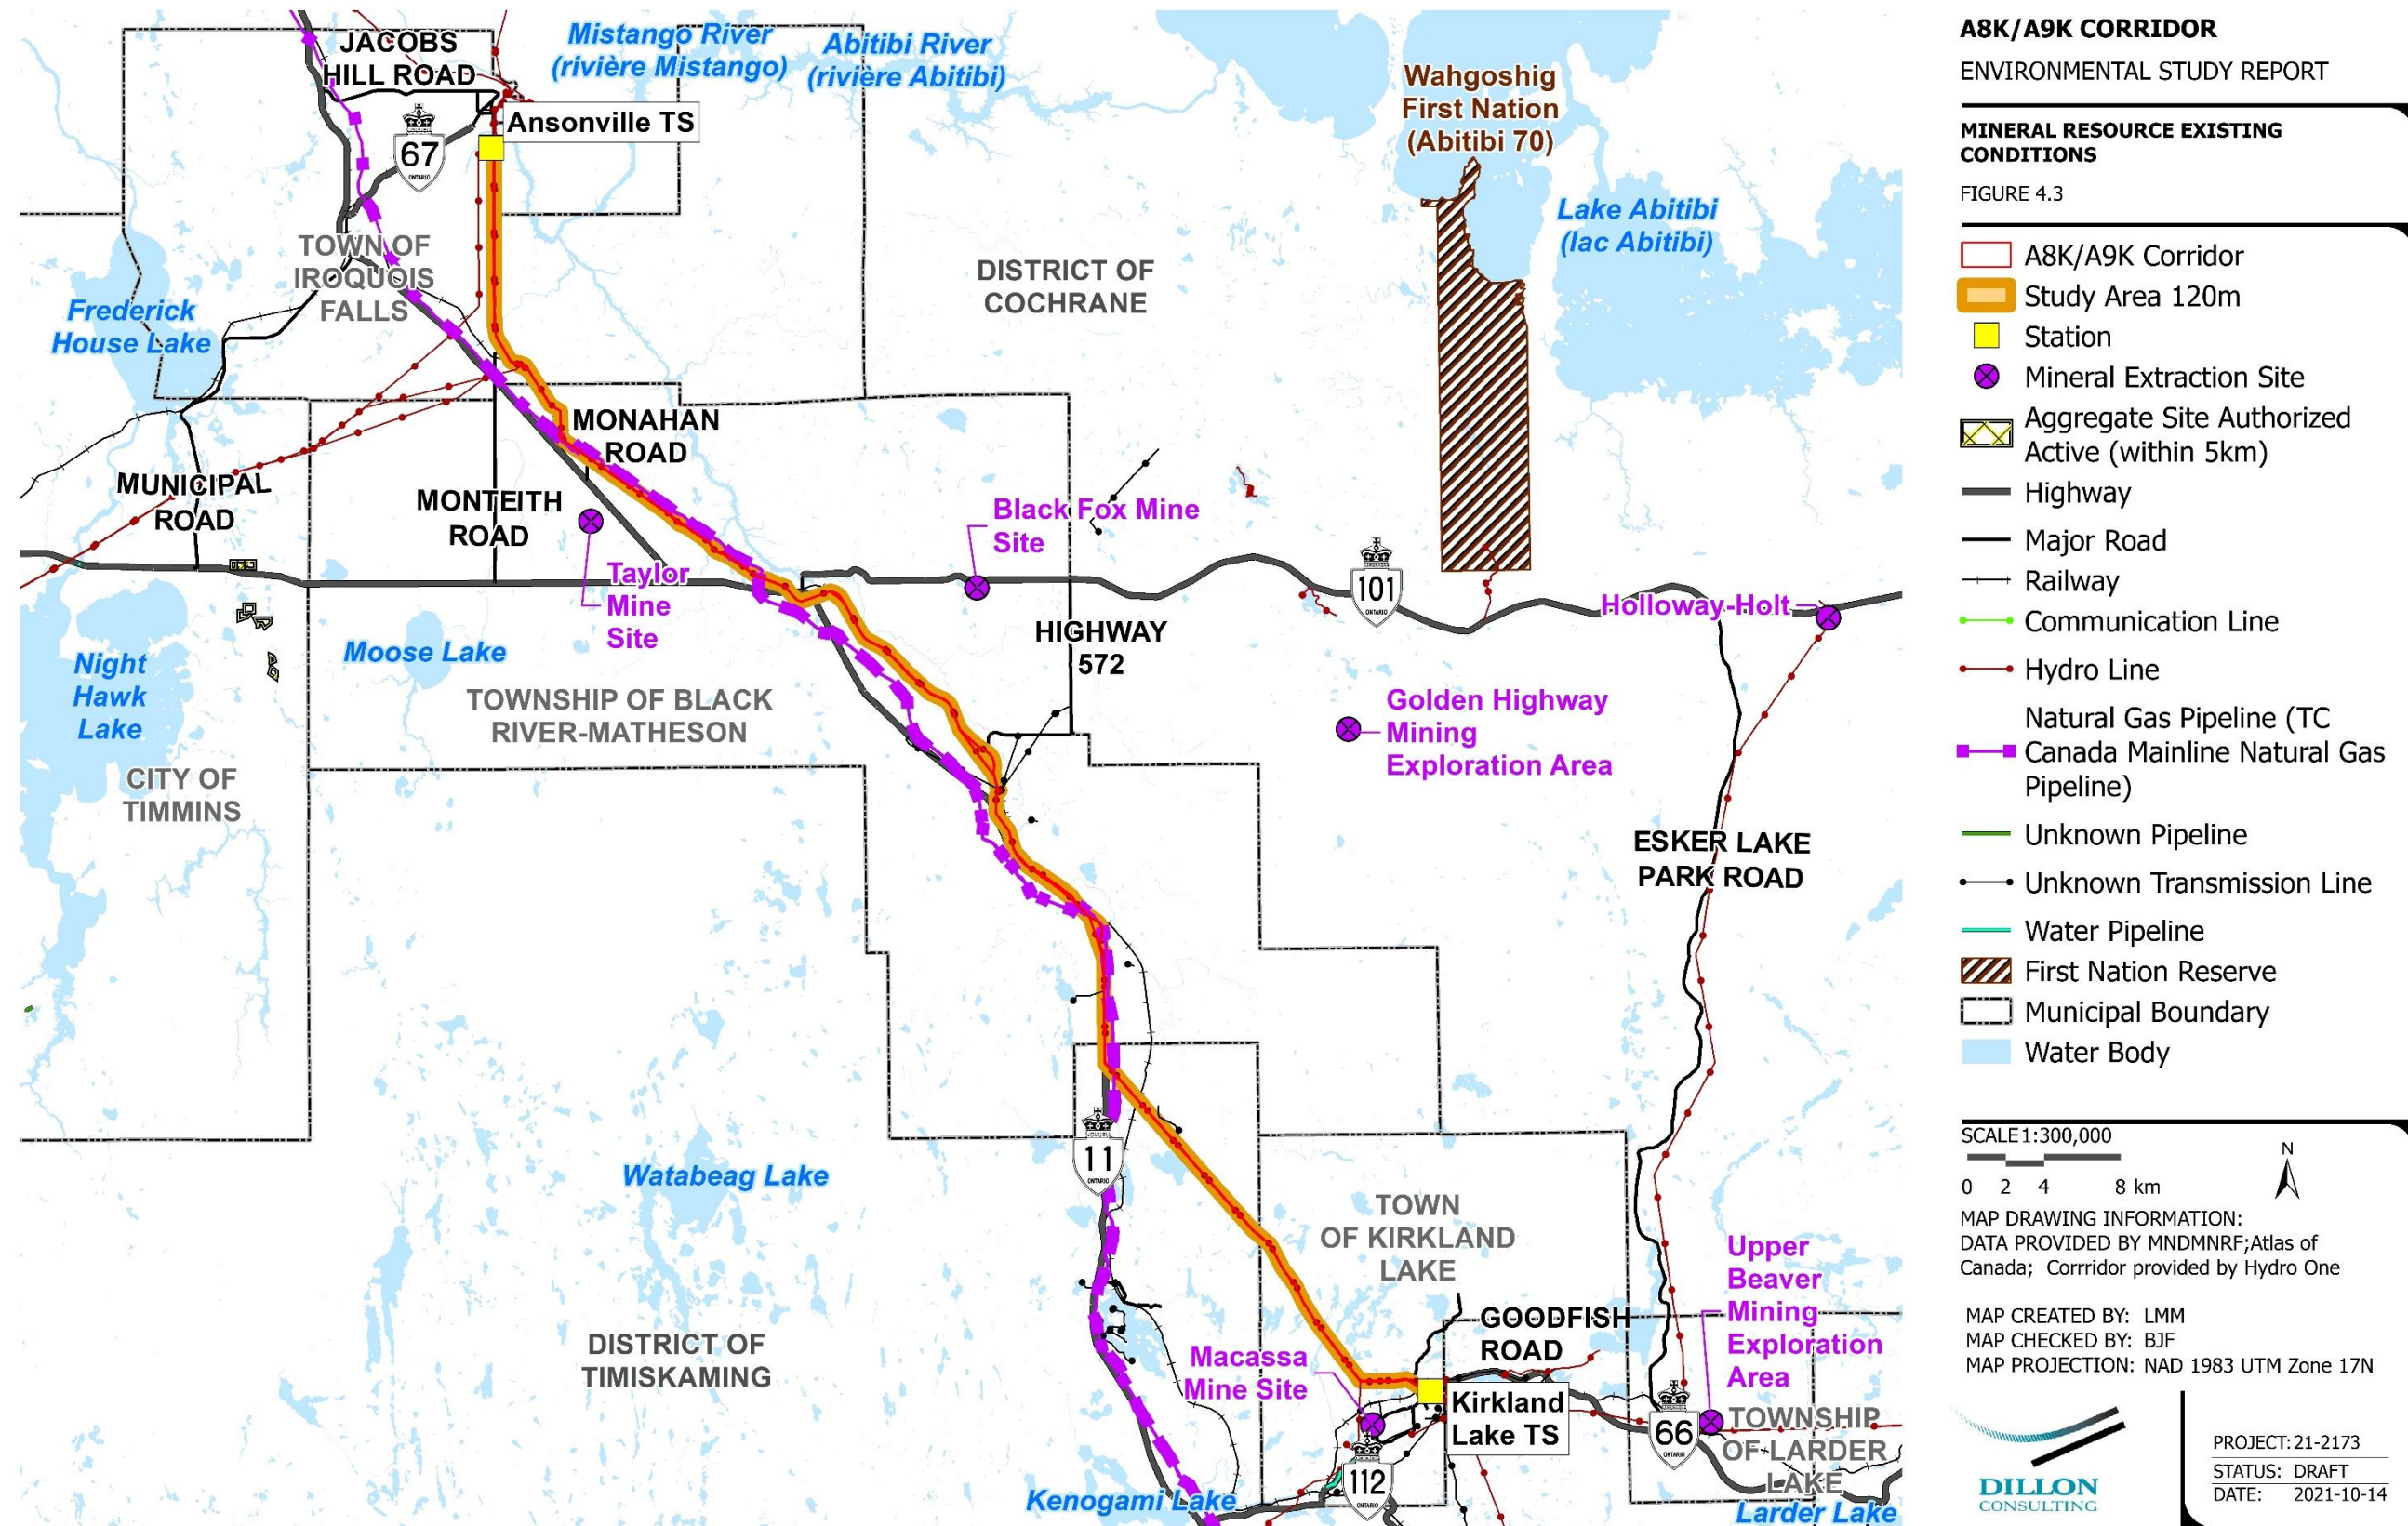 JACOBS
HILL ROAD
Mistango River
(rivière Mistango)
Abitibi River
(rivière Abitibi)
Wahgoshig
First Nation
(Abitibi 70)
Ansonville TS
67
ONTARIO
Lake Abitibi
(lac Abitibi)
TOWN OF
IROQUOIS
FALLS
DISTRICT OF
COCHRANE
Frederick
House Lake
MONAHAN
ROAD
MUNICIPAL
ROAD
MONTEITH
ROAD
Black Fox Mine
Site
Taylor
Mine
Site
101
ONTARIO
Holloway-Holt
HIGHWAY
572
Night
Hawk
Lake
Moose Lake
TOWNSHIP OF BLACK
RIVER-MATHESON
Golden Highway
Mining
Exploration Area
CITY OF
TIMMINS
ESKER LAKE
PARK ROAD
11
ONTARIO
Watabeag Lake
TOWN
OF KIRKLAND
LAKE
Upper
Beaver
Mining
Exploration
Area
DISTRICT OF
TIMISKAMING
GOODFISH
ROAD
Macassa
Mine Site
Kirkland
Lake TS
66
ONTARIO
TOWNSHIP
OF LARDER
LAKE
112
ONTARIO
Kenogami Lake
Larder Lake
A8K/A9K CORRIDOR
ENVIRONMENTAL STUDY REPORT
MINERAL RESOURCE EXISTING
CONDITIONS
FIGURE 4.3
A8K/A9K Corridor
Study Area 120m
Station
Mineral Extraction Site
Aggregate Site Authorized
Active (within 5km)
Highway
Major Road
Railway
Communication Line
Hydro Line
Natural Gas Pipeline (TC
Canada Mainline Natural Gas
Pipeline)
Unknown Pipeline
Unknown Transmission Line
Water Pipeline
First Nation Reserve
Municipal Boundary
Water Body
SCALE 1:300,000
0 2 4 8 km
N
MAP DRAWING INFORMATION:
DATA PROVIDED BY MNDMNRF;Atlas of
Canada; Corrridor provided by Hydro One
MAP CREATED BY: LMM
MAP CHECKED BY: BJF
MAP PROJECTION: NAD 1983 UTM Zone 17N
DILLON
CONSULTING
PROJECT: 21-2173
STATUS: DRAFT
DATE: 2021-10-14